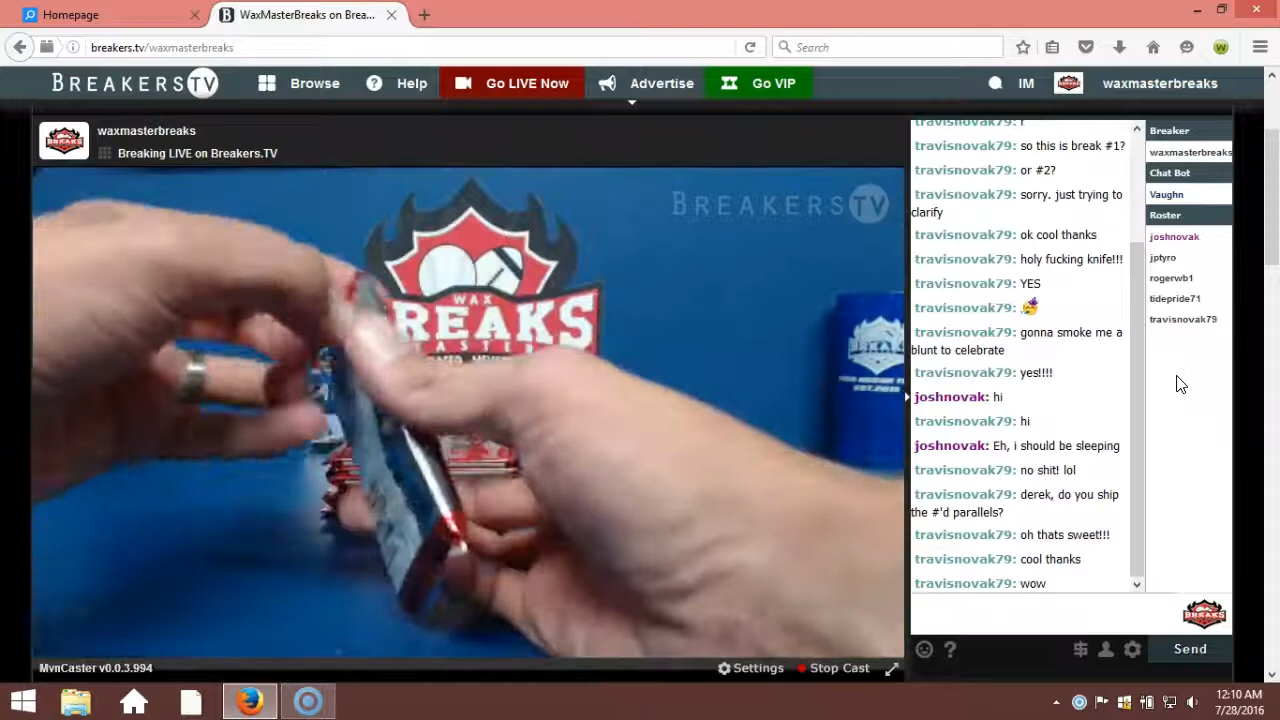 Homepage
WaxMasterBreaks on Brea...
breakers.tv/waxmasterbreaks
Search
BREAKERS TV
Browse
Help
Go LIVE Now
Advertise
Go VIP
IM
waxmasterbreaks
waxmasterbreaks
Breaking LIVE on Breakers.TV
BREAKERS TV
WAX
BREAKS
travisnovak79: r
travisnovak79: so this is break #1?
travisnovak79: or #2?
travisnovak79: sorry. just trying to
clarify
travisnovak79: ok cool thanks
travisnovak79: holy fucking knife!!!
travisnovak79: YES
travisnovak79:
travisnovak79: gonna smoke me a
blunt to celebrate
travisnovak79: yes!!!!
joshnovak: hi
travisnovak79: hi
joshnovak: Eh, i should be sleeping
travisnovak79: no shit! lol
travisnovak79: derek, do you ship
the #'d parallels?
travisnovak79: oh thats sweet!!!
travisnovak79: cool thanks
travisnovak79: wow
Breaker
waxmasterbreaks
Chat Bot
Vaughn
Roster
joshnovak
jptyro
rogerwb1
tidepride71
travisnovak79
BREAKS
Send
MvnCaster v0.0.3.994
Settings
Stop Cast
12:10 AM
7/28/2016